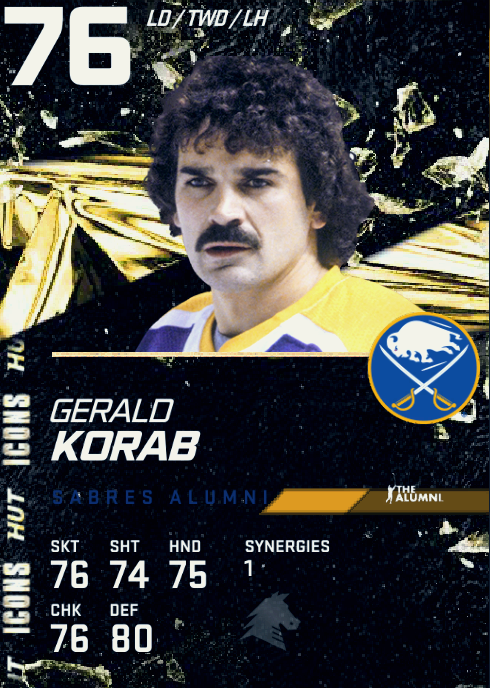 76
LD / TWD / LH
GERALD
KORAB
SABRES ALUMNI
THE
ALUMNI
SKT SHT HND SYNERGIES
76 74 75 1
CHK DEF
76 80
HUT ICONS HUT ICONS HUT